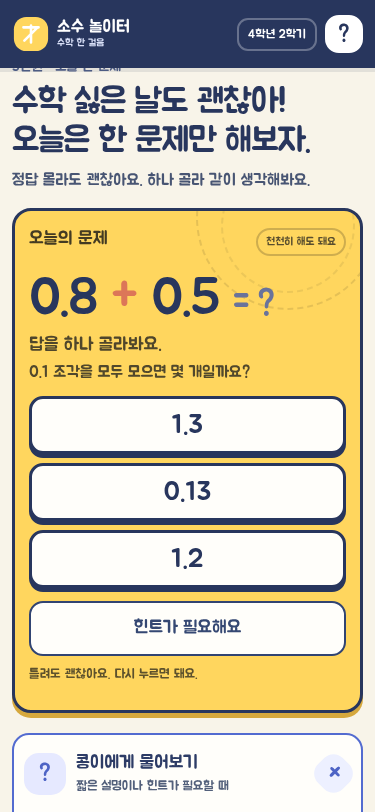 소수 놀이터
수학 한 걸음
4학년 2학기
?
수학 싫은 날도 괜찮아!
오늘은 한 문제만 해보자.
정답 몰라도 괜찮아요. 하나 골라 같이 생각해봐요.
오늘의 문제
천천히 해도 돼요
0.8 + 0.5 = ?
답을 하나 골라봐요.
0.1 조각을 모두 모으면 몇 개일까요?
1.3
0.13
1.2
힌트가 필요해요
틀려도 괜찮아요. 다시 누르면 돼요.
?
콩이에게 물어보기
짧은 설명이나 힌트가 필요할 때
×